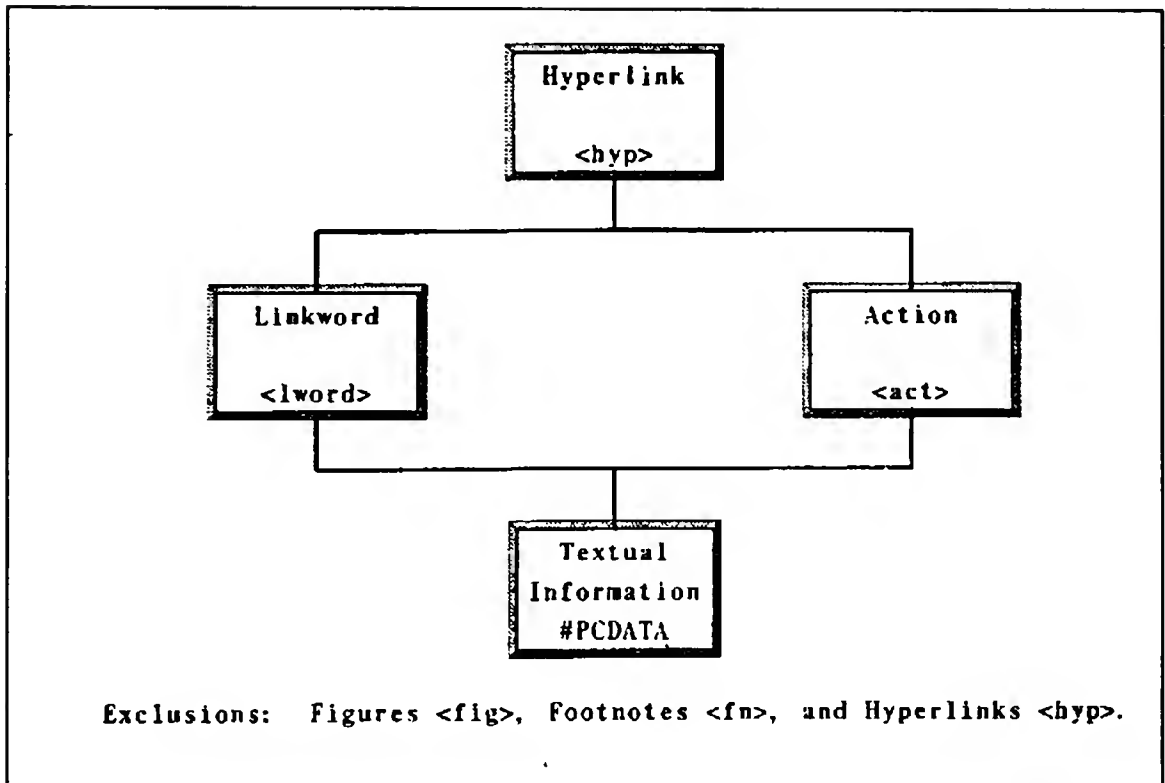 Hyperlink
<hyp>
Linkword
<lword>
Action
<act>
Textual
Information
#PCDATA
Exclusions: Figures <fig>, Footnotes <fn>, and Hyperlinks <hyp>.